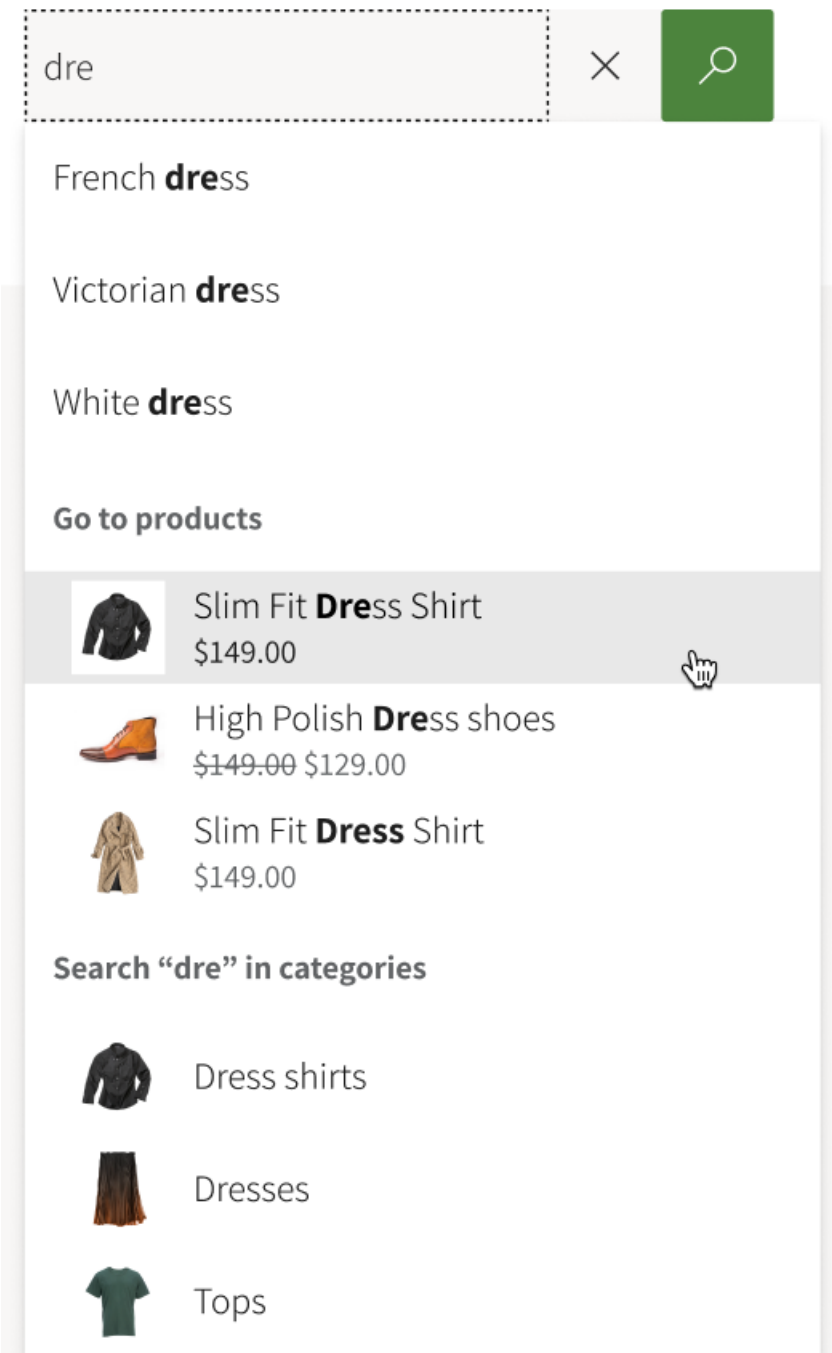 dre
French dress
Victorian dress
White dress
Go to products
Slim Fit Dress Shirt
$149.00
High Polish Dress shoes
$149.00 $129.00
Slim Fit Dress Shirt
$149.00
Search “dre” in categories
Dress shirts
Dresses
Tops